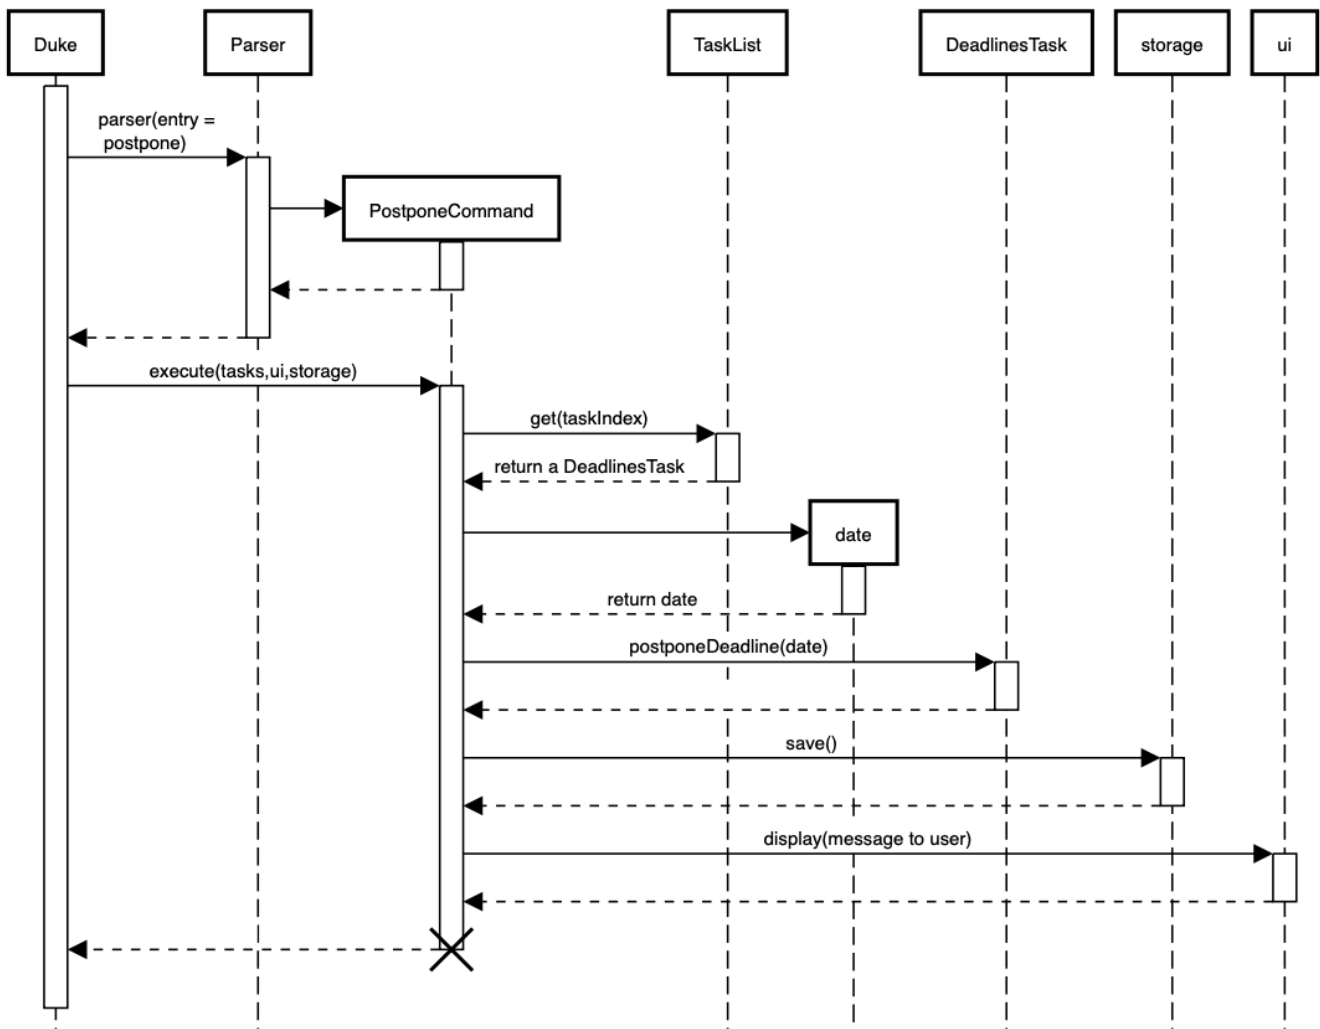 Duke
Parser
TaskList
DeadlinesTask
storage
ui
parser(entry =
postpone)
PostponeCommand
execute(tasks,ui,storage)
get(taskIndex)
return a DeadlinesTask
date
return date
postponeDeadline(date)
save()
display(message to user)